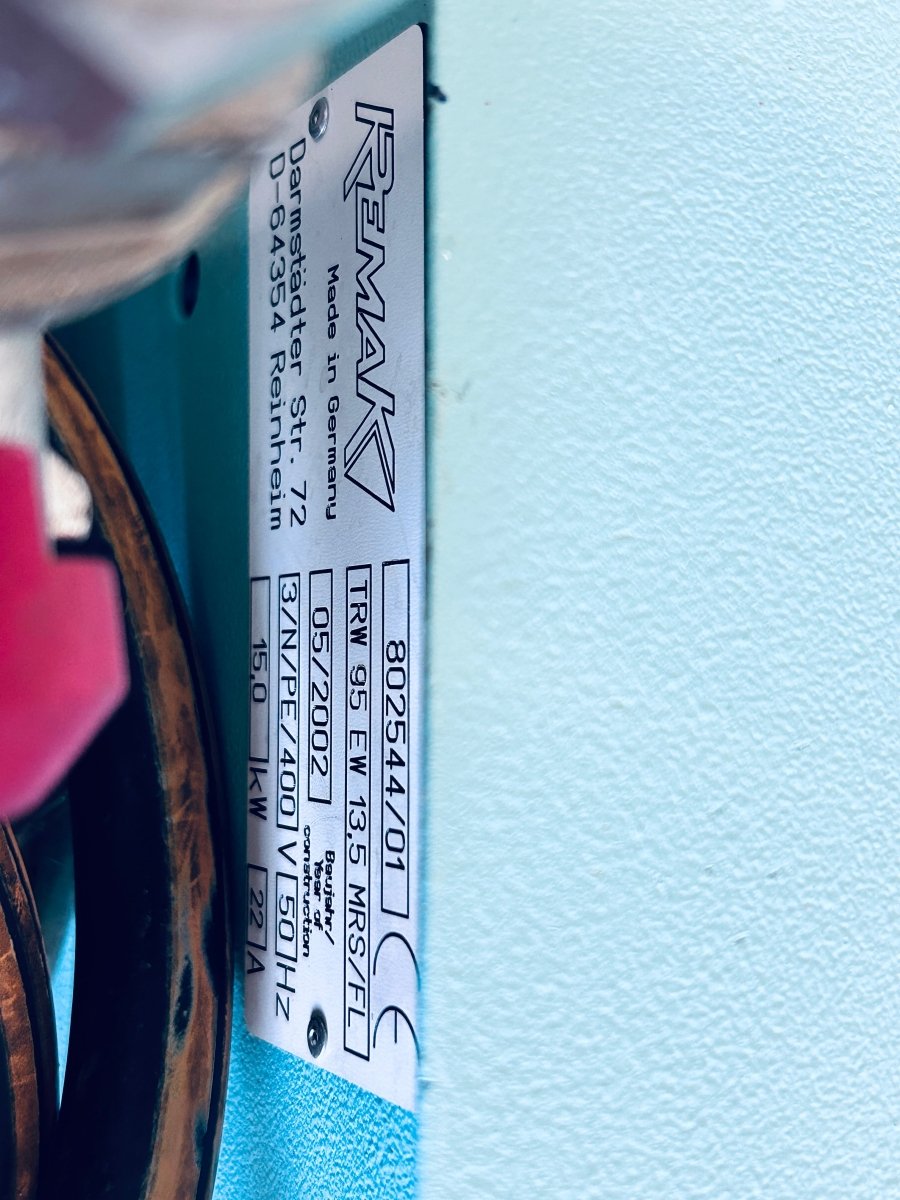 REMAK
Made in Germany
Darmstädter Str. 72
D-64354 Reinheim
802544/01
CE
TRW 95 EW 13,5 MRS/FL
05/2002 Baujahr/
Year of
construction
3/N/PE/400 V 50 Hz
15,0 kW 22 A